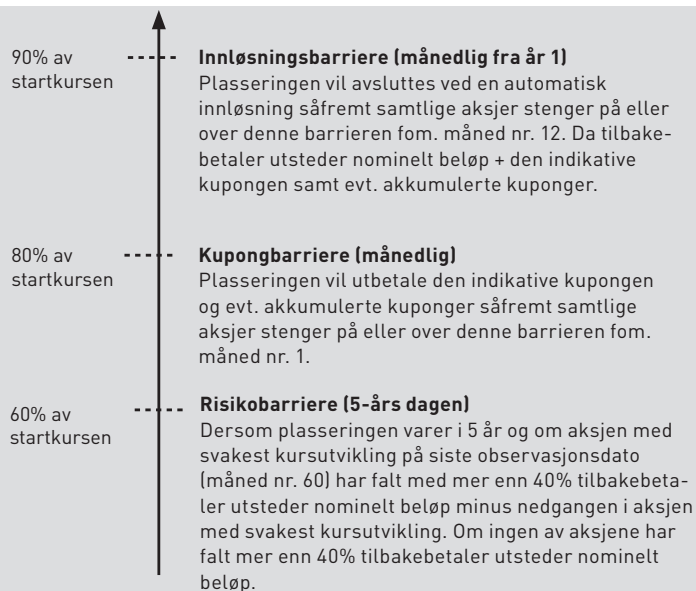 90% av
startkursen
Innløsningsbarriere (månedlig fra år 1)
Plasseringen vil avsluttes ved en automatisk
innløsning såfremt samtlige aksjer stenger på eller
over denne barrieren fom. måned nr. 12. Da tilbake-
betaler utsteder nominelt beløp + den indikative
kupongen samt evt. akkumulerte kuponger.
80% av
startkursen
Kupongbarriere (månedlig)
Plasseringen vil utbetale den indikative kupongen
og evt. akkumulerte kuponger såfremt samtlige
aksjer stenger på eller over denne barrieren fom.
måned nr. 1.
60% av
startkursen
Risikobarriere (5-års dagen)
Dersom plasseringen varer i 5 år og om aksjen med
svakest kursutvikling på siste observasjonsdato
(måned nr. 60) har falt med mer enn 40% tilbakebeta-
ler utsteder nominelt beløp minus nedgangen i aksjen
med svakest kursutvikling. Om ingen av aksjene har
falt mer enn 40% tilbakebetaler utsteder nominelt
beløp.